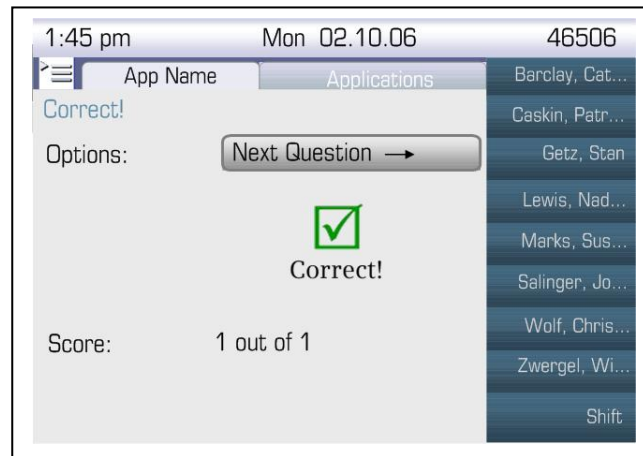 1:45 pm Mon 02.10.06 46506
App Name Applications
Correct!
Options: Next Question →
Correct!
Score: 1 out of 1
Barclay, Cat...
Caskin, Patr...
Getz, Stan
Lewis, Nad...
Marks, Sus...
Salinger, Jo...
Wolf, Chris...
Zwergel, Wi...
Shift